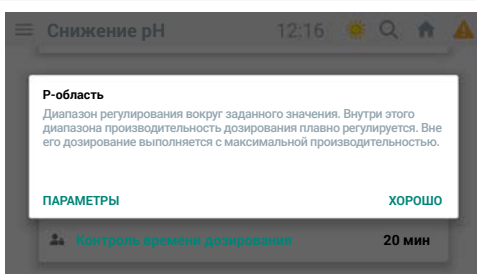 Снижение pH
12:16
P-область
Диапазон регулирования вокруг заданного значения. Внутри этого
диапазона производительность дозирования плавно регулируется. Вне
его дозирование выполняется с максимальной производительностью.
ПАРАМЕТРЫ
ХОРОШО
Контроль времени дозирования
20 мин